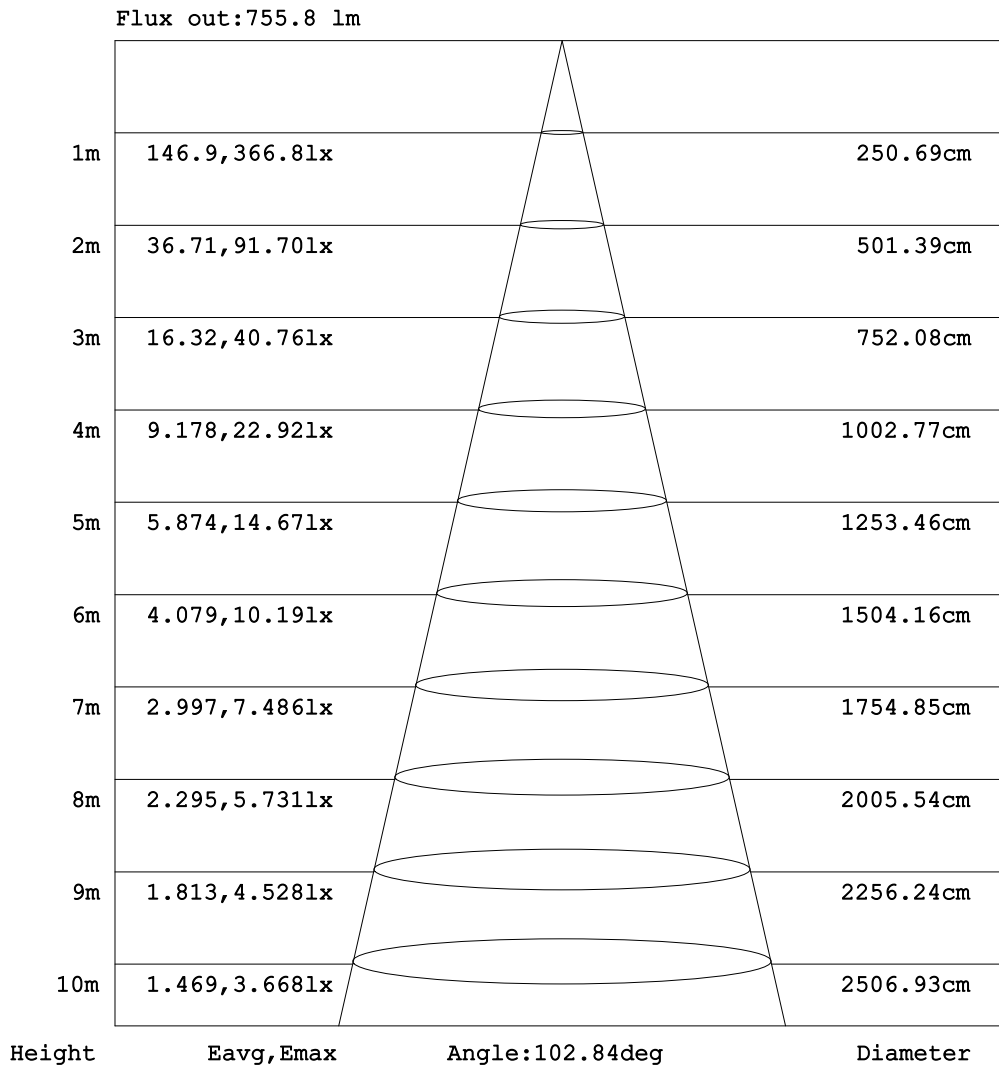 Flux out:755.8 lm
1m 146.9,366.8lx 250.69cm
2m 36.71,91.70lx 501.39cm
3m 16.32,40.76lx 752.08cm
4m 9.178,22.92lx 1002.77cm
5m 5.874,14.67lx 1253.46cm
6m 4.079,10.19lx 1504.16cm
7m 2.997,7.486lx 1754.85cm
8m 2.295,5.731lx 2005.54cm
9m 1.813,4.528lx 2256.24cm
10m 1.469,3.668lx 2506.93cm
Height Eavg,Emax Angle:102.84deg Diameter